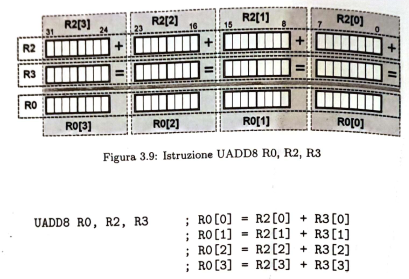 R2[3] R2[2] R2[1] R2[0]
31 24 23 16 15 8 7 0
R2 + + + +
R3 = = = =
R0
R0[3] R0[2] R0[1] R0[0]
Figura 3.9: Istruzione UADD8 R0, R2, R3
UADD8 R0, R2, R3 ; R0[0] = R2[0] + R3[0]
; R0[1] = R2[1] + R3[1]
; R0[2] = R2[2] + R3[2]
; R0[3] = R2[3] + R3[3]